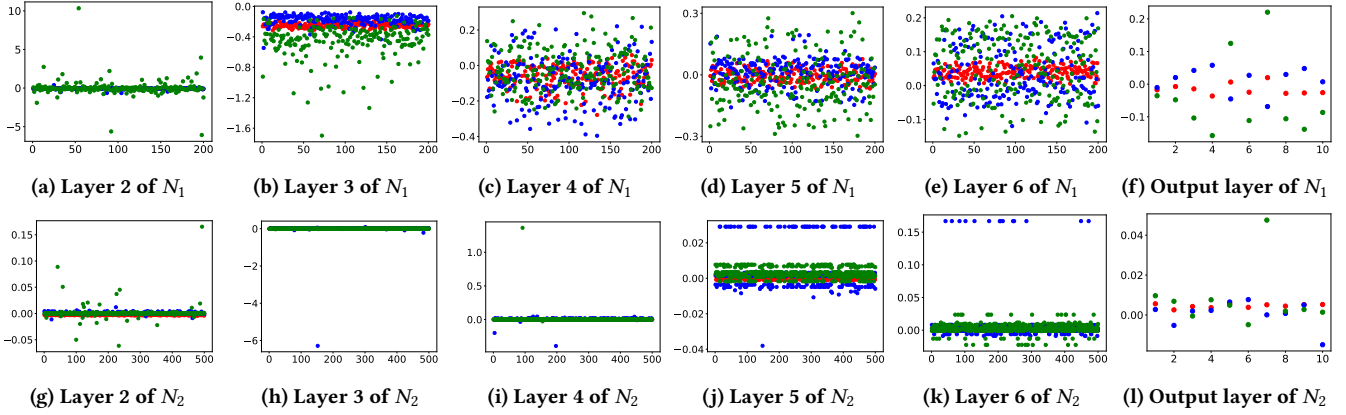 10
5
0
−5
0 50 100 150 200
0.0
−0.4
−0.8
−1.2
−1.6
0 50 100 150 200
0.2
0.0
−0.2
−0.4
0 50 100 150 200
0.3
0.0
−0.3
0 50 100 150 200
0.2
0.1
0.0
−0.1
0 50 100 150 200
0.2
0.1
0.0
−0.1
2 4 6 8 10
(a) Layer 2 of N₁
(b) Layer 3 of N₁
(c) Layer 4 of N₁
(d) Layer 5 of N₁
(e) Layer 6 of N₁
(f) Output layer of N₁
0.15
0.10
0.05
0.00
−0.05
0 100 200 300 400 500
0
−2
−4
−6
0 100 200 300 400 500
1.0
0.5
0.0
0 100 200 300 400 500
0.02
0.00
−0.02
−0.04
0 100 200 300 400 500
0.15
0.10
0.05
0.00
0 100 200 300 400 500
0.04
0.02
0.00
2 4 6 8 10
(g) Layer 2 of N₂
(h) Layer 3 of N₂
(i) Layer 4 of N₂
(j) Layer 5 of N₂
(k) Layer 6 of N₂
(l) Output layer of N₂